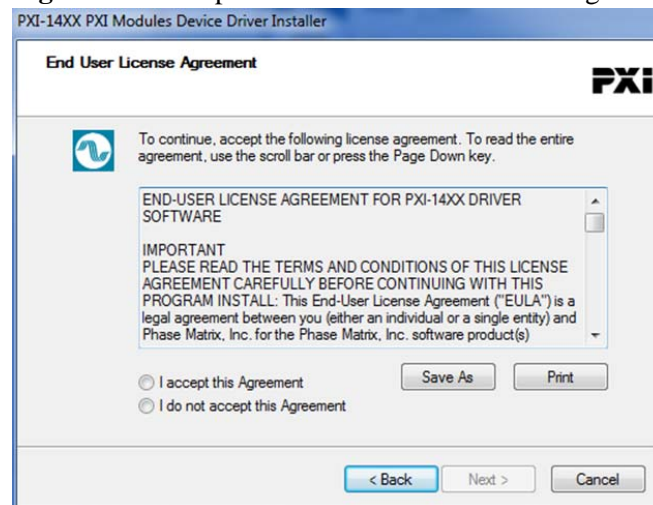 PXI-14XX PXI Modules Device Driver Installer
End User License Agreement
PXI
To continue, accept the following license agreement. To read the entire
agreement, use the scroll bar or press the Page Down key.
END-USER LICENSE AGREEMENT FOR PXI-14XX DRIVER
SOFTWARE
IMPORTANT
PLEASE READ THE TERMS AND CONDITIONS OF THIS LICENSE
AGREEMENT CAREFULLY BEFORE CONTINUING WITH THIS
PROGRAM INSTALL: This End-User License Agreement ("EULA") is a
legal agreement between you (either an individual or a single entity) and
Phase Matrix, Inc. for the Phase Matrix, Inc. software product(s)
I accept this Agreement
Save As
Print
I do not accept this Agreement
< Back
Next >
Cancel